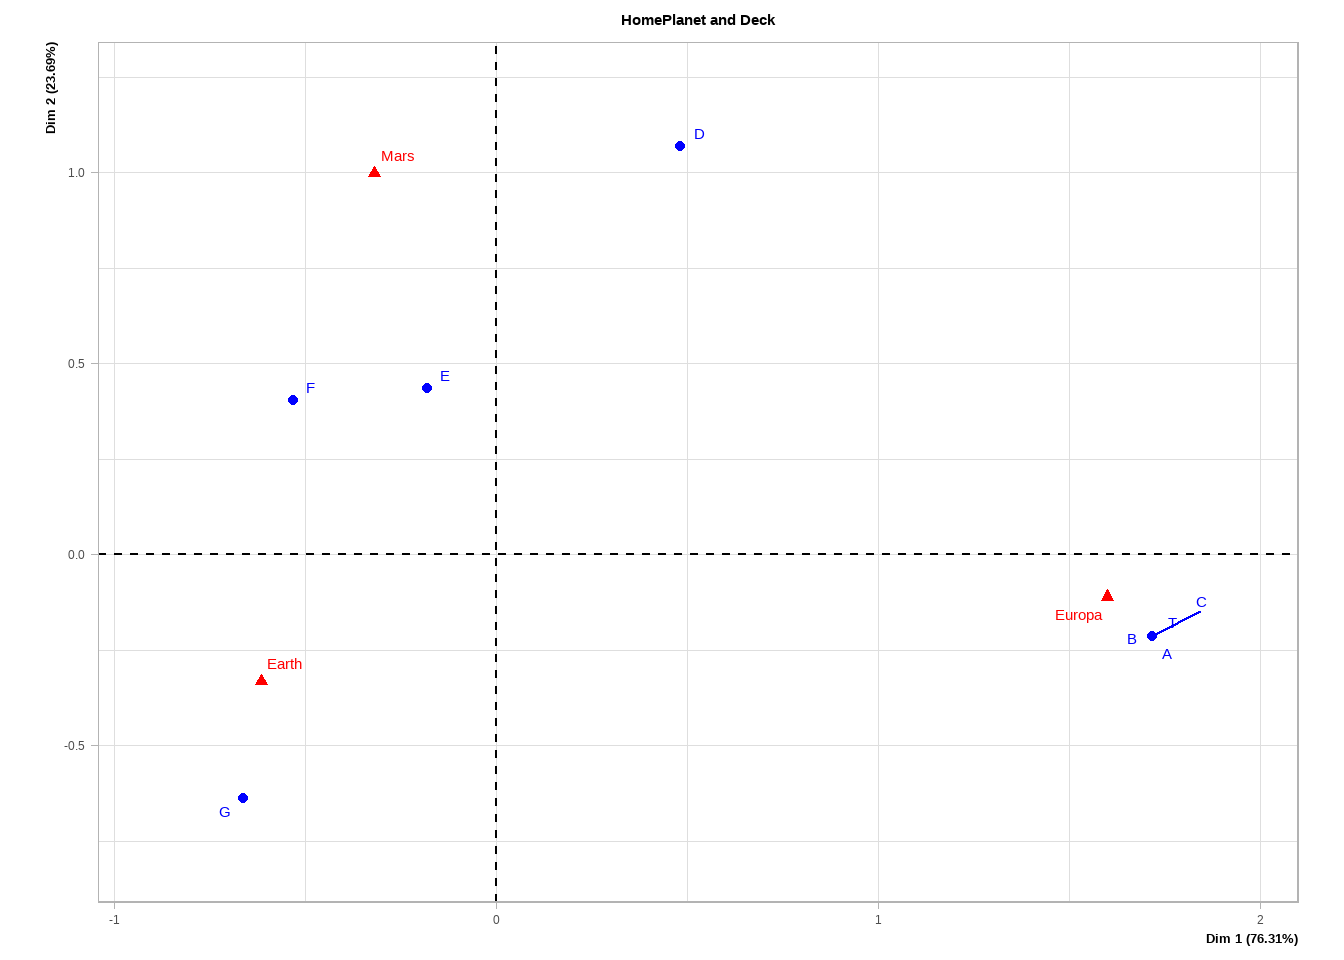 HomePlanet and Deck
Dim 2 (23.69%)
D
Mars
1.0
E
F
0.5
0.0
C
Europa
T
B
A
Earth
-0.5
G
-1
0
1
2
Dim 1 (76.31%)